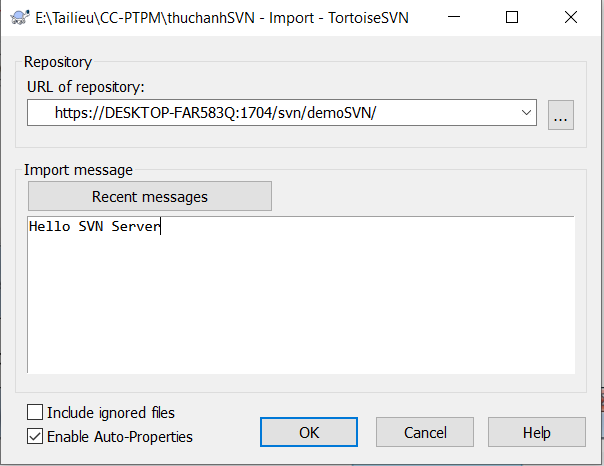 E:\Tailieu\CC-PTPM\thuchanhSVN - Import - TortoiseSVN
Repository
URL of repository:
https://DESKTOP-FAR583Q:1704/svn/demoSVN/
...
Import message
Recent messages
Hello SVN Server
Include ignored files
Enable Auto-Properties
OK
Cancel
Help